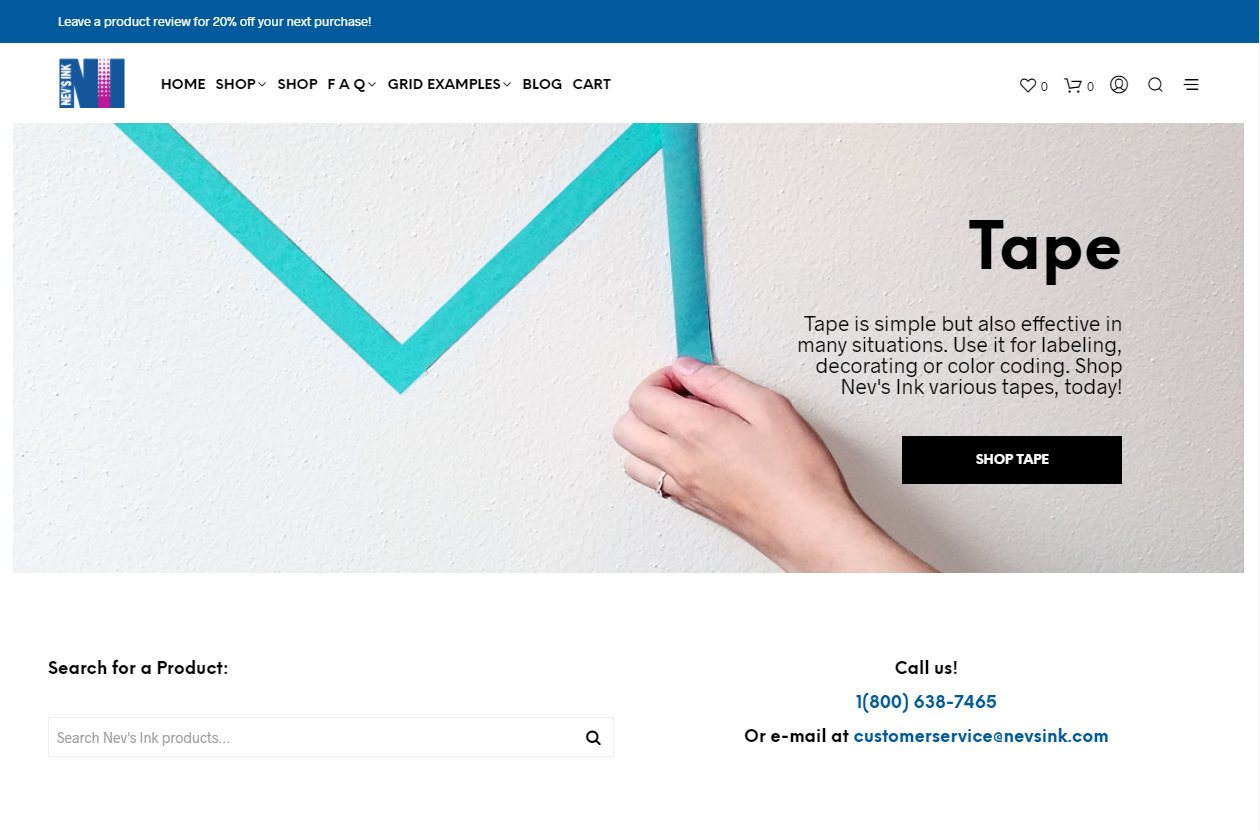 Leave a product review for 20% off your next purchase!
NEV'S INK NI HOME SHOP SHOP F A Q GRID EXAMPLES BLOG CART 0 0
Tape
Tape is simple but also effective in
many situations. Use it for labeling,
decorating or color coding. Shop
Nev's Ink various tapes, today!
SHOP TAPE
Search for a Product:
Search Nev's Ink products...
Call us!
1(800) 638-7465
Or e-mail at customerservice@nevsink.com